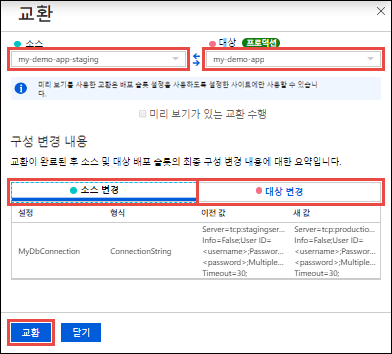 교환
소스
대상 프로덕션
my-demo-app-staging
my-demo-app
미리 보기를 사용한 교환은 배포 슬롯 설정을 사용하도록 설정한 사이트에만 사용할 수 있습니
다.
미리 보기가 있는 교환 수행
구성 변경 내용
교환이 완료된 후 소스 및 대상 배포 슬롯의 최종 구성 변경 내용에 대한 요약입니다.
소스 변경
대상 변경
설정 형식 이전 값 새 값
MyDbConnection ConnectionString
Server=tcp:stagingser...
Info=False;User ID=
<username>;Passwor...
<password>;Multiple...
Timeout=30;
Server=tcp:productio...
Info=False;User ID=
<username>;Passwo...
<password>;Multiple...
Timeout=30;
교환
닫기